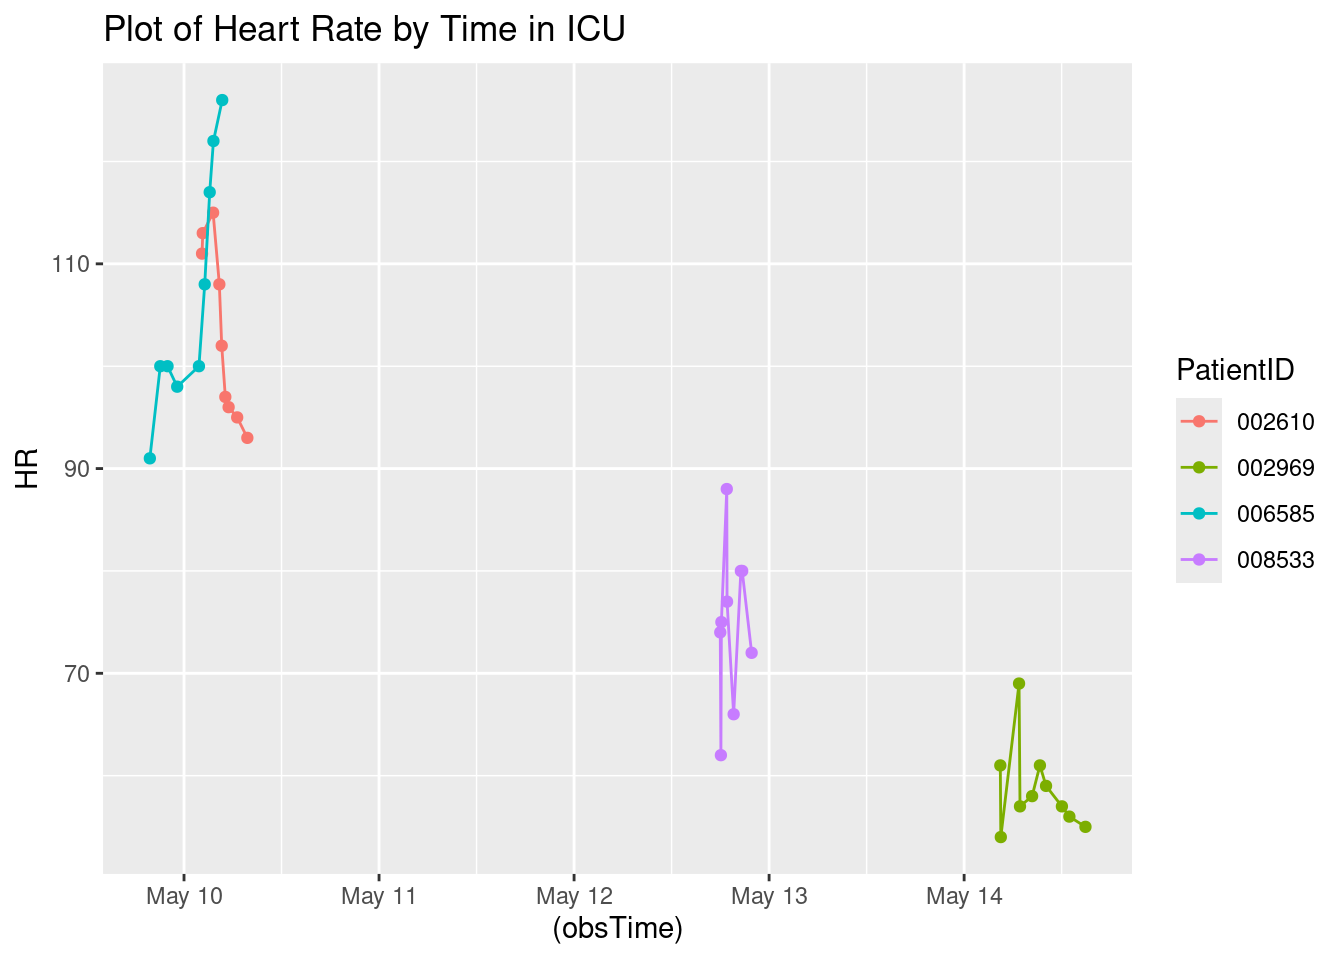 Plot of Heart Rate by Time in ICU
110
90
70
HR
May 10
May 11
May 12
May 13
May 14
(obsTime)
PatientID
002610
002969
006585
008533